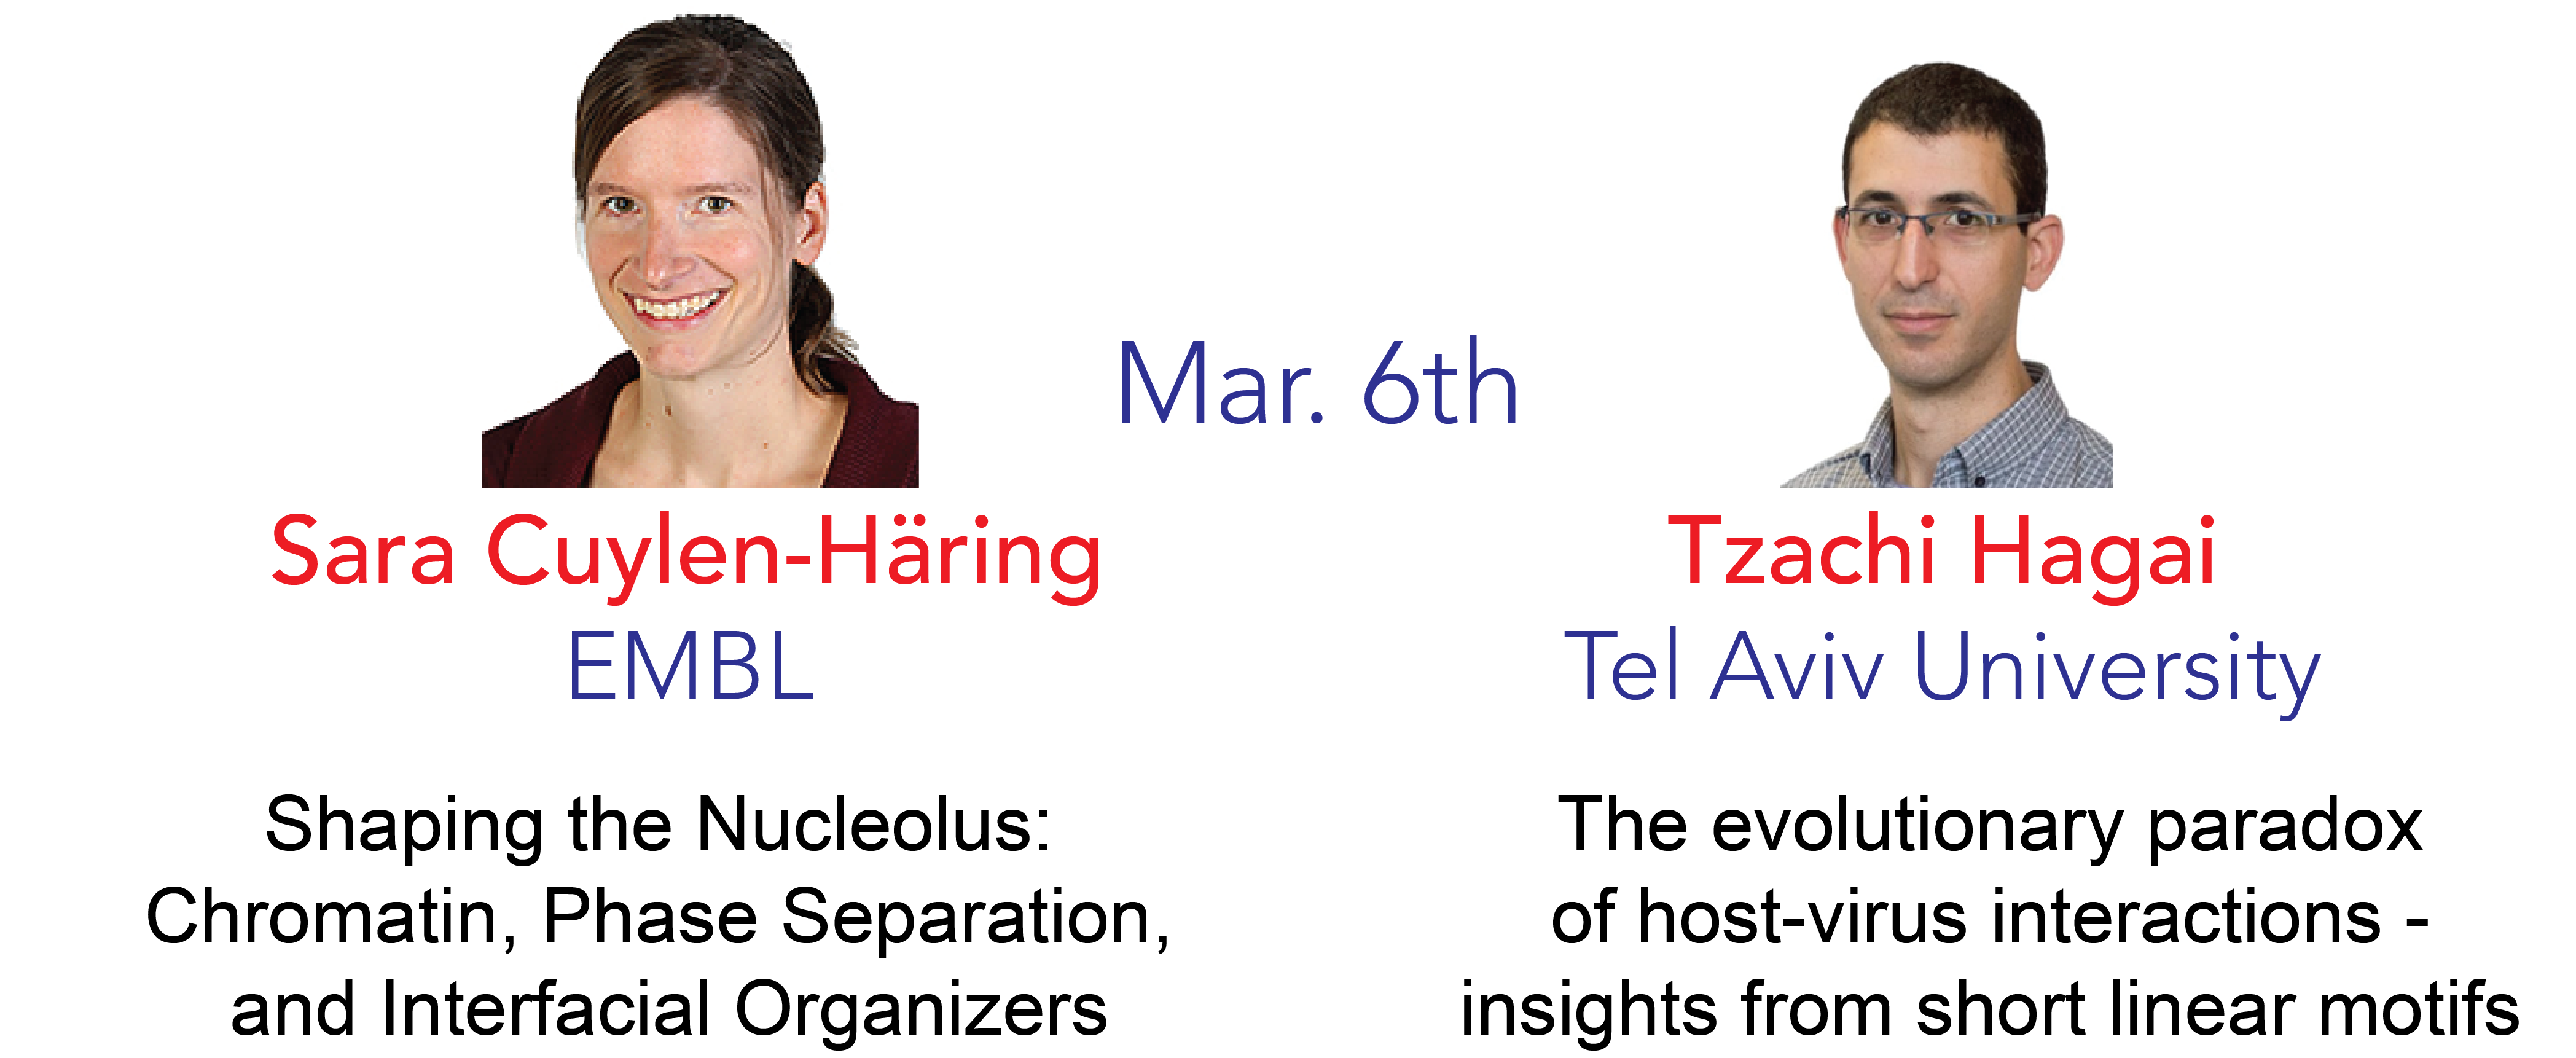 Mar. 6th
Sara Cuylen-Häring
EMBL
Shaping the Nucleolus:
Chromatin, Phase Separation,
and Interfacial Organizers
Tzachi Hagai
Tel Aviv University
The evolutionary paradox
of host-virus interactions -
insights from short linear motifs